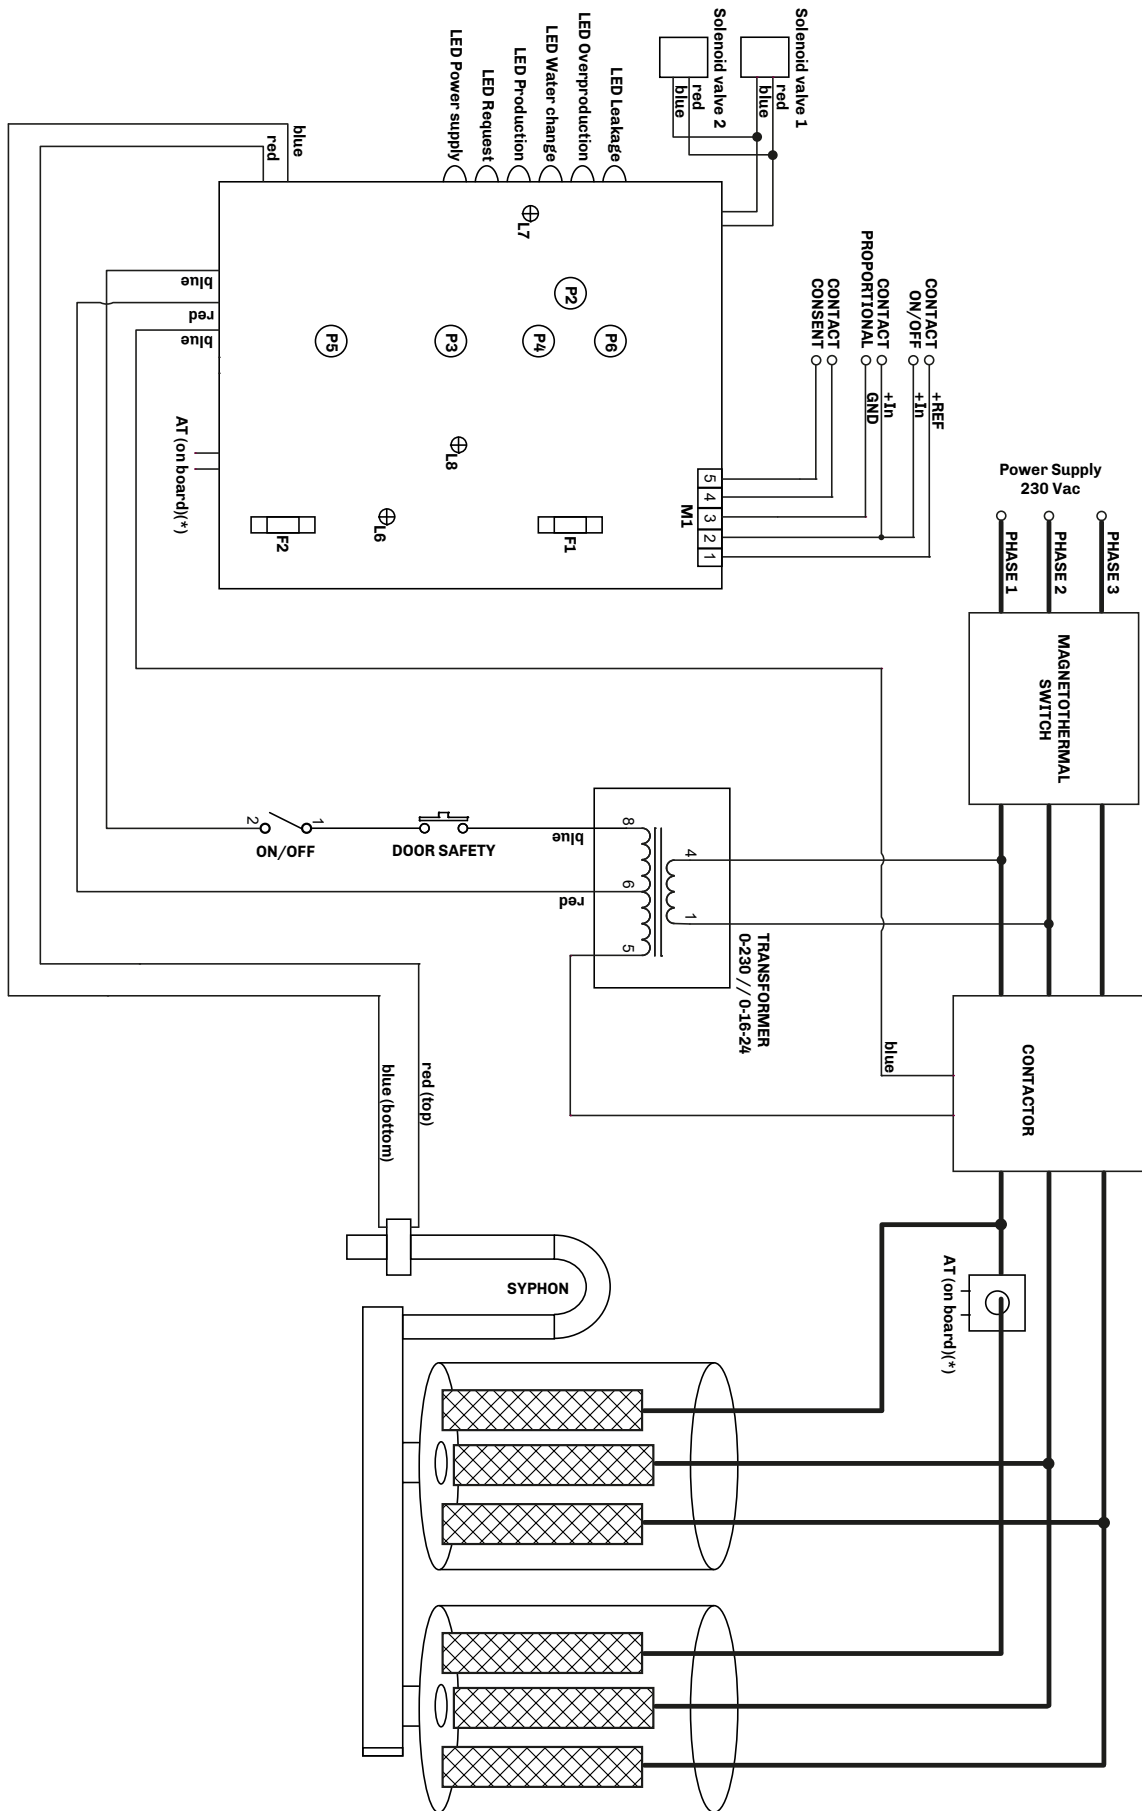 Solenoid valve 1
red
blue
Solenoid valve 2
red
blue
LED Leakage
LED Overproduction
LED Water change
LED Production
LED Request
LED Power supply
blue
red
L7
P2
P5
P3
P4
P6
blue
red
blue
CONTACT
ON/OFF
CONTACT
PROPORTIONAL
CONTACT
CONSENT
+REF
+In
+In
GND
AT (on board)(*)
L8
L6
F2
F1
M1
5
4
3
2
1
Power Supply
230 Vac
PHASE 1
PHASE 2
PHASE 3
MAGNETOTHERMAL
SWITCH
2
1
ON/OFF
DOOR SAFETY
blue
8
6
5
4
1
red
TRANSFORMER
0-230 // 0-16-24
blue
CONTACTOR
red (top)
blue (bottom)
SYPHON
AT (on board)(*)